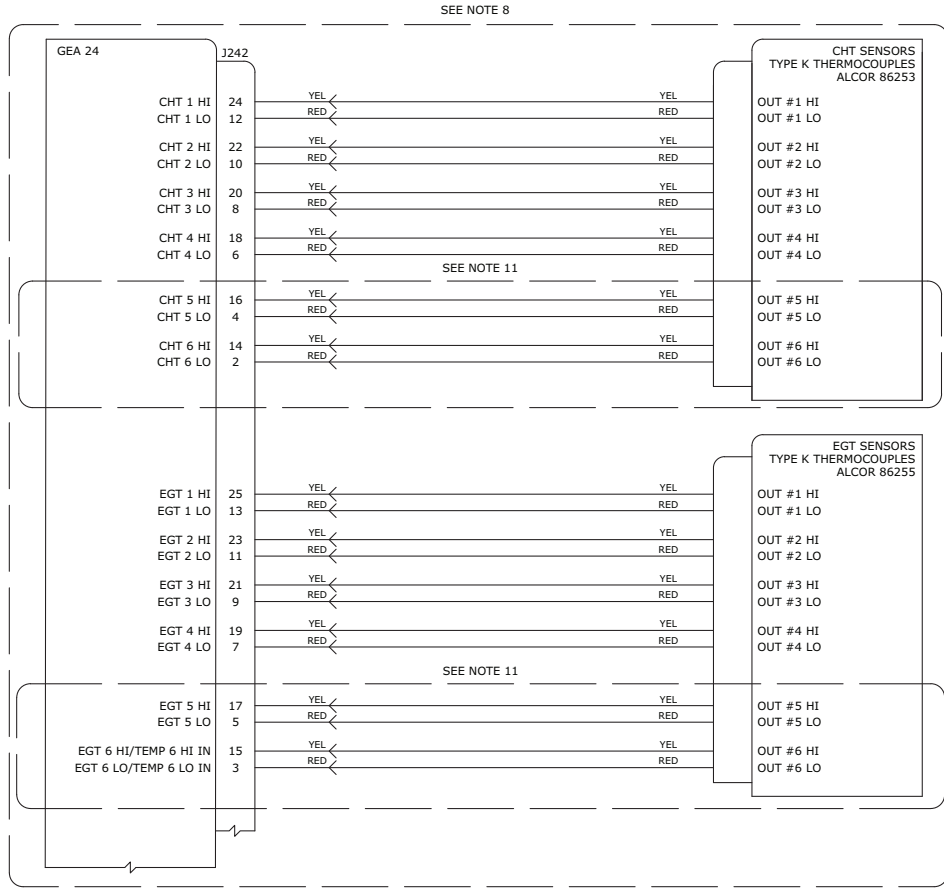 SEE NOTE 8
GEA 24
J242
CHT SENSORS
TYPE K THERMOCOUPLES
ALCOR 86253
CHT 1 HI 24 YEL YEL OUT #1 HI
CHT 1 LO 12 RED RED OUT #1 LO
CHT 2 HI 22 YEL YEL OUT #2 HI
CHT 2 LO 10 RED RED OUT #2 LO
CHT 3 HI 20 YEL YEL OUT #3 HI
CHT 3 LO 8 RED RED OUT #3 LO
CHT 4 HI 18 YEL YEL OUT #4 HI
CHT 4 LO 6 RED RED OUT #4 LO
SEE NOTE 11
CHT 5 HI 16 YEL YEL OUT #5 HI
CHT 5 LO 4 RED RED OUT #5 LO
CHT 6 HI 14 YEL YEL OUT #6 HI
CHT 6 LO 2 RED RED OUT #6 LO
EGT SENSORS
TYPE K THERMOCOUPLES
ALCOR 86255
EGT 1 HI 25 YEL YEL OUT #1 HI
EGT 1 LO 13 RED RED OUT #1 LO
EGT 2 HI 23 YEL YEL OUT #2 HI
EGT 2 LO 11 RED RED OUT #2 LO
EGT 3 HI 21 YEL YEL OUT #3 HI
EGT 3 LO 9 RED RED OUT #3 LO
EGT 4 HI 19 YEL YEL OUT #4 HI
EGT 4 LO 7 RED RED OUT #4 LO
SEE NOTE 11
EGT 5 HI 17 YEL YEL OUT #5 HI
EGT 5 LO 5 RED RED OUT #5 LO
EGT 6 HI/TEMP 6 HI IN 15 YEL YEL OUT #6 HI
EGT 6 LO/TEMP 6 LO IN 3 RED RED OUT #6 LO